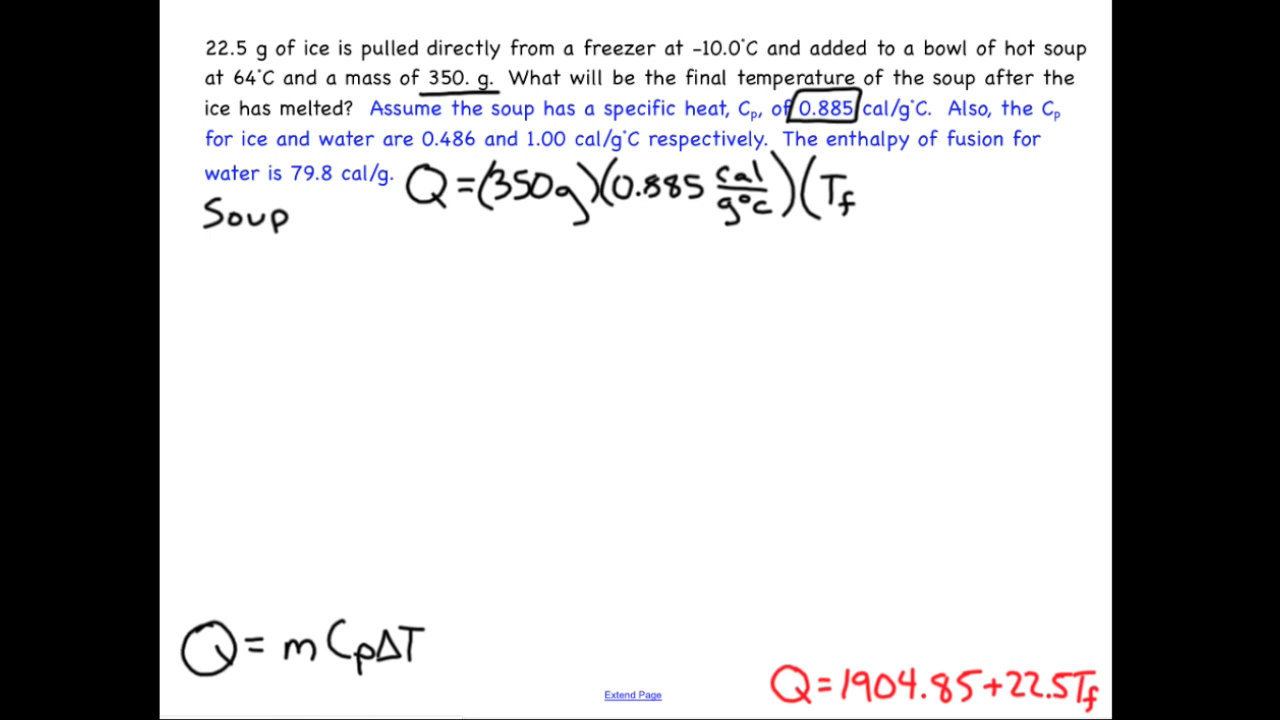 22.5 g of ice is pulled directly from a freezer at -10.0°C and added to a bowl of hot soup
at 64°C and a mass of 350. g. What will be the final temperature of the soup after the
ice has melted? Assume the soup has a specific heat, Cₚ, of 0.885 cal/g°C. Also, the Cₚ
for ice and water are 0.486 and 1.00 cal/g°C respectively. The enthalpy of fusion for
water is 79.8 cal/g.
Q = (350g)(0.885 cal/g°C)(Tf
Soup
Q = mCpΔT
Extend Page
Q = 1904.85 + 22.5Tf